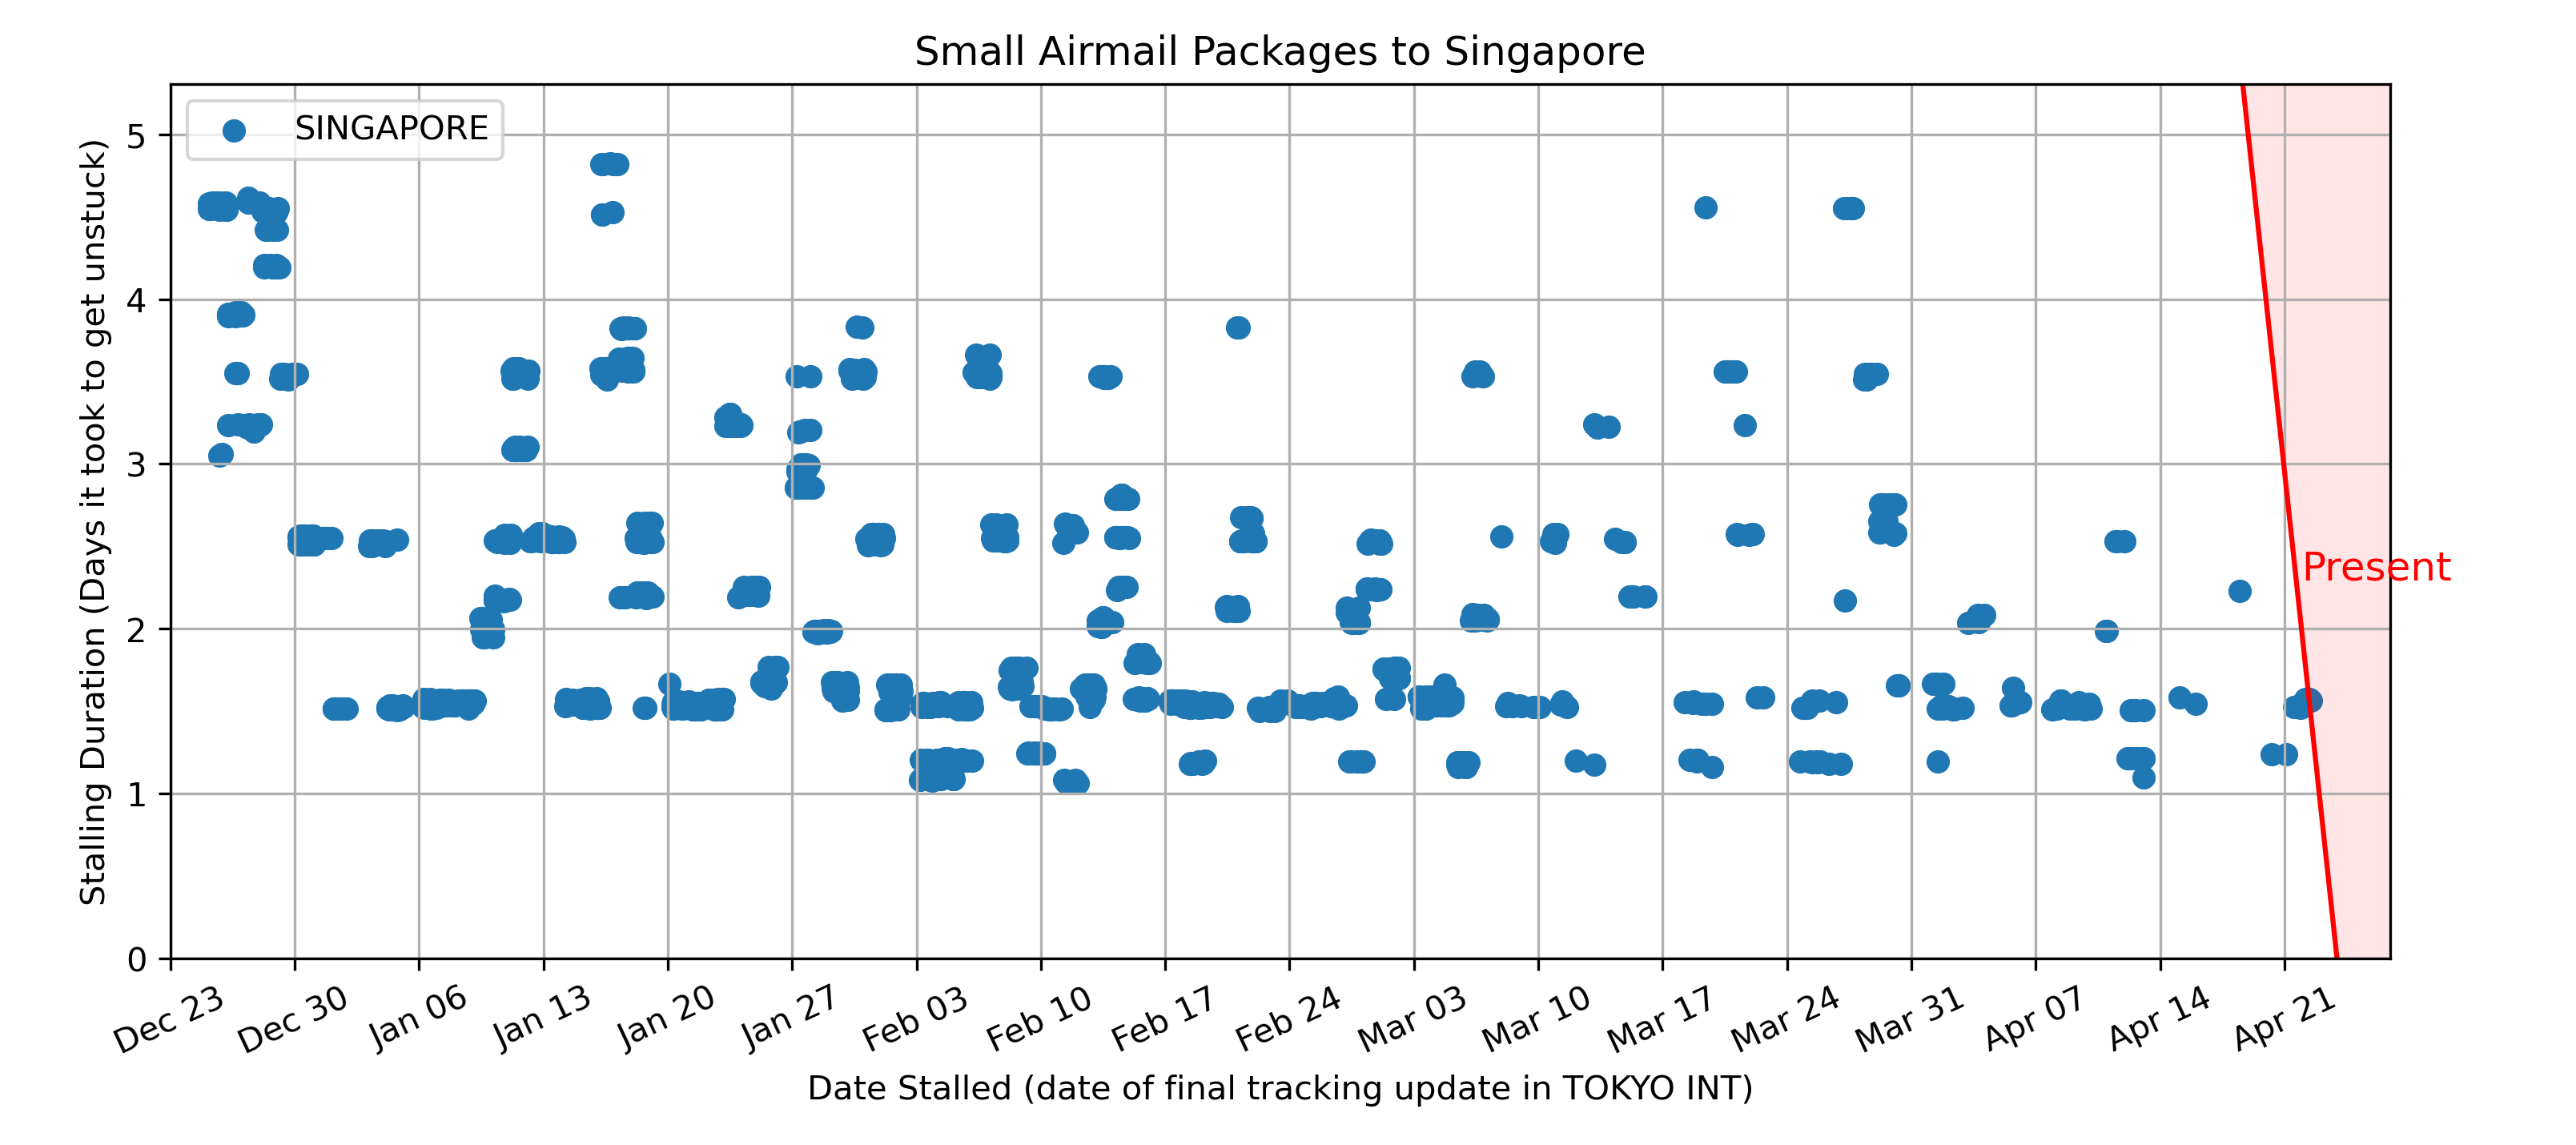 Small Airmail Packages to Singapore
SINGAPORE
Stalling Duration (Days it took to get unstuck)
5
4
3
2
1
0
Present
Dec 23
Dec 30
Jan 06
Jan 13
Jan 20
Jan 27
Feb 03
Feb 10
Feb 17
Feb 24
Mar 03
Mar 10
Mar 17
Mar 24
Mar 31
Apr 07
Apr 14
Apr 21
Date Stalled (date of final tracking update in TOKYO INT)